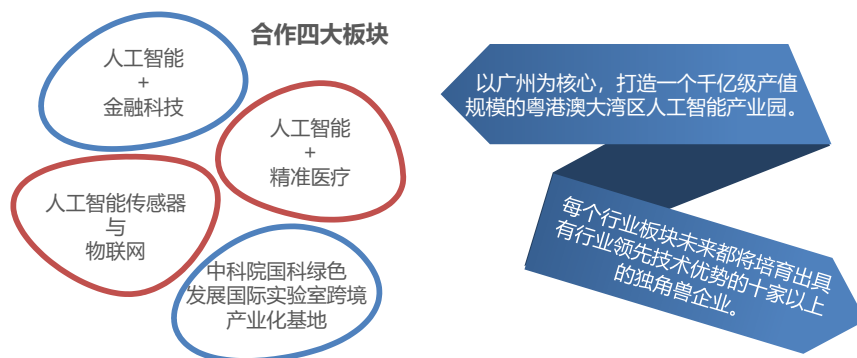 合作四大板块
人工智能
+
金融科技
人工智能
+
精准医疗
人工智能传感器
与
物联网
中科院国科绿色
发展国际实验室跨境
产业化基地
以广州为核心，打造一个千亿级产值
规模的粤港澳大湾区人工智能产业园。
每个行业板块未来都将培育出具
有行业领先技术优势的十家以上
的独角兽企业。